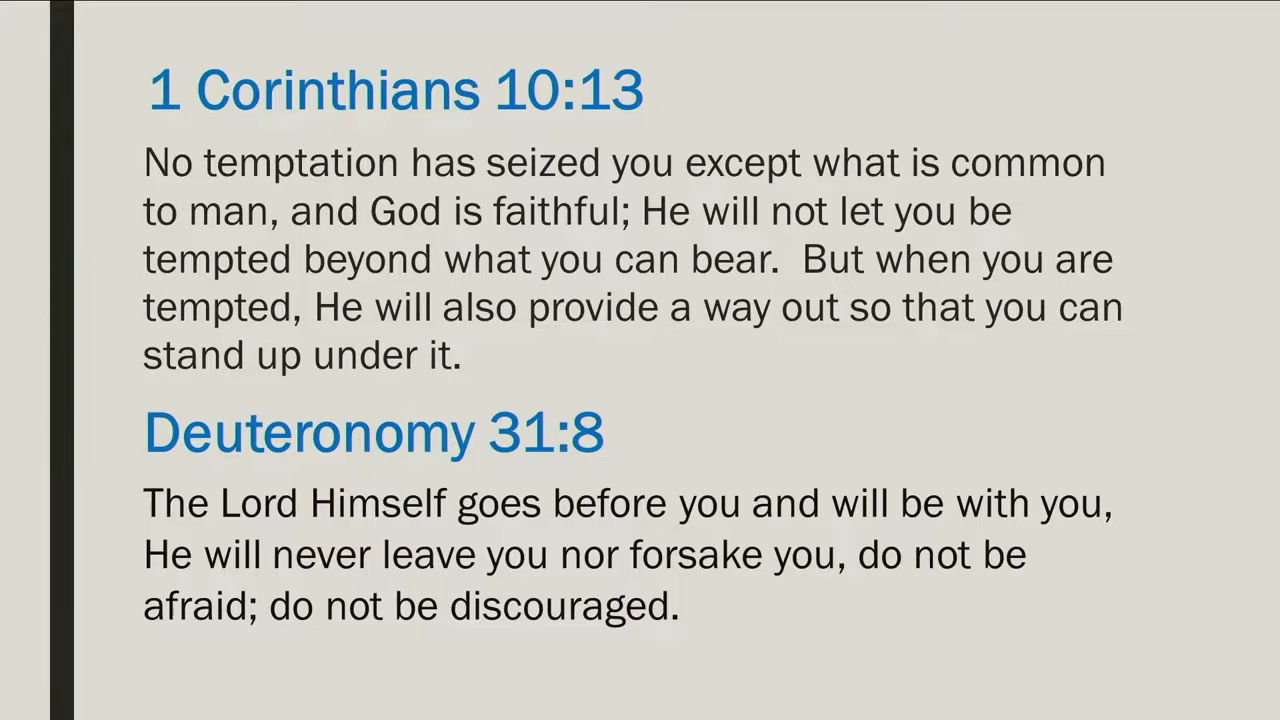 1 Corinthians 10:13
No temptation has seized you except what is common
to man, and God is faithful; He will not let you be
tempted beyond what you can bear.  But when you are
tempted, He will also provide a way out so that you can
stand up under it.
Deuteronomy 31:8
The Lord Himself goes before you and will be with you,
He will never leave you nor forsake you, do not be
afraid; do not be discouraged.